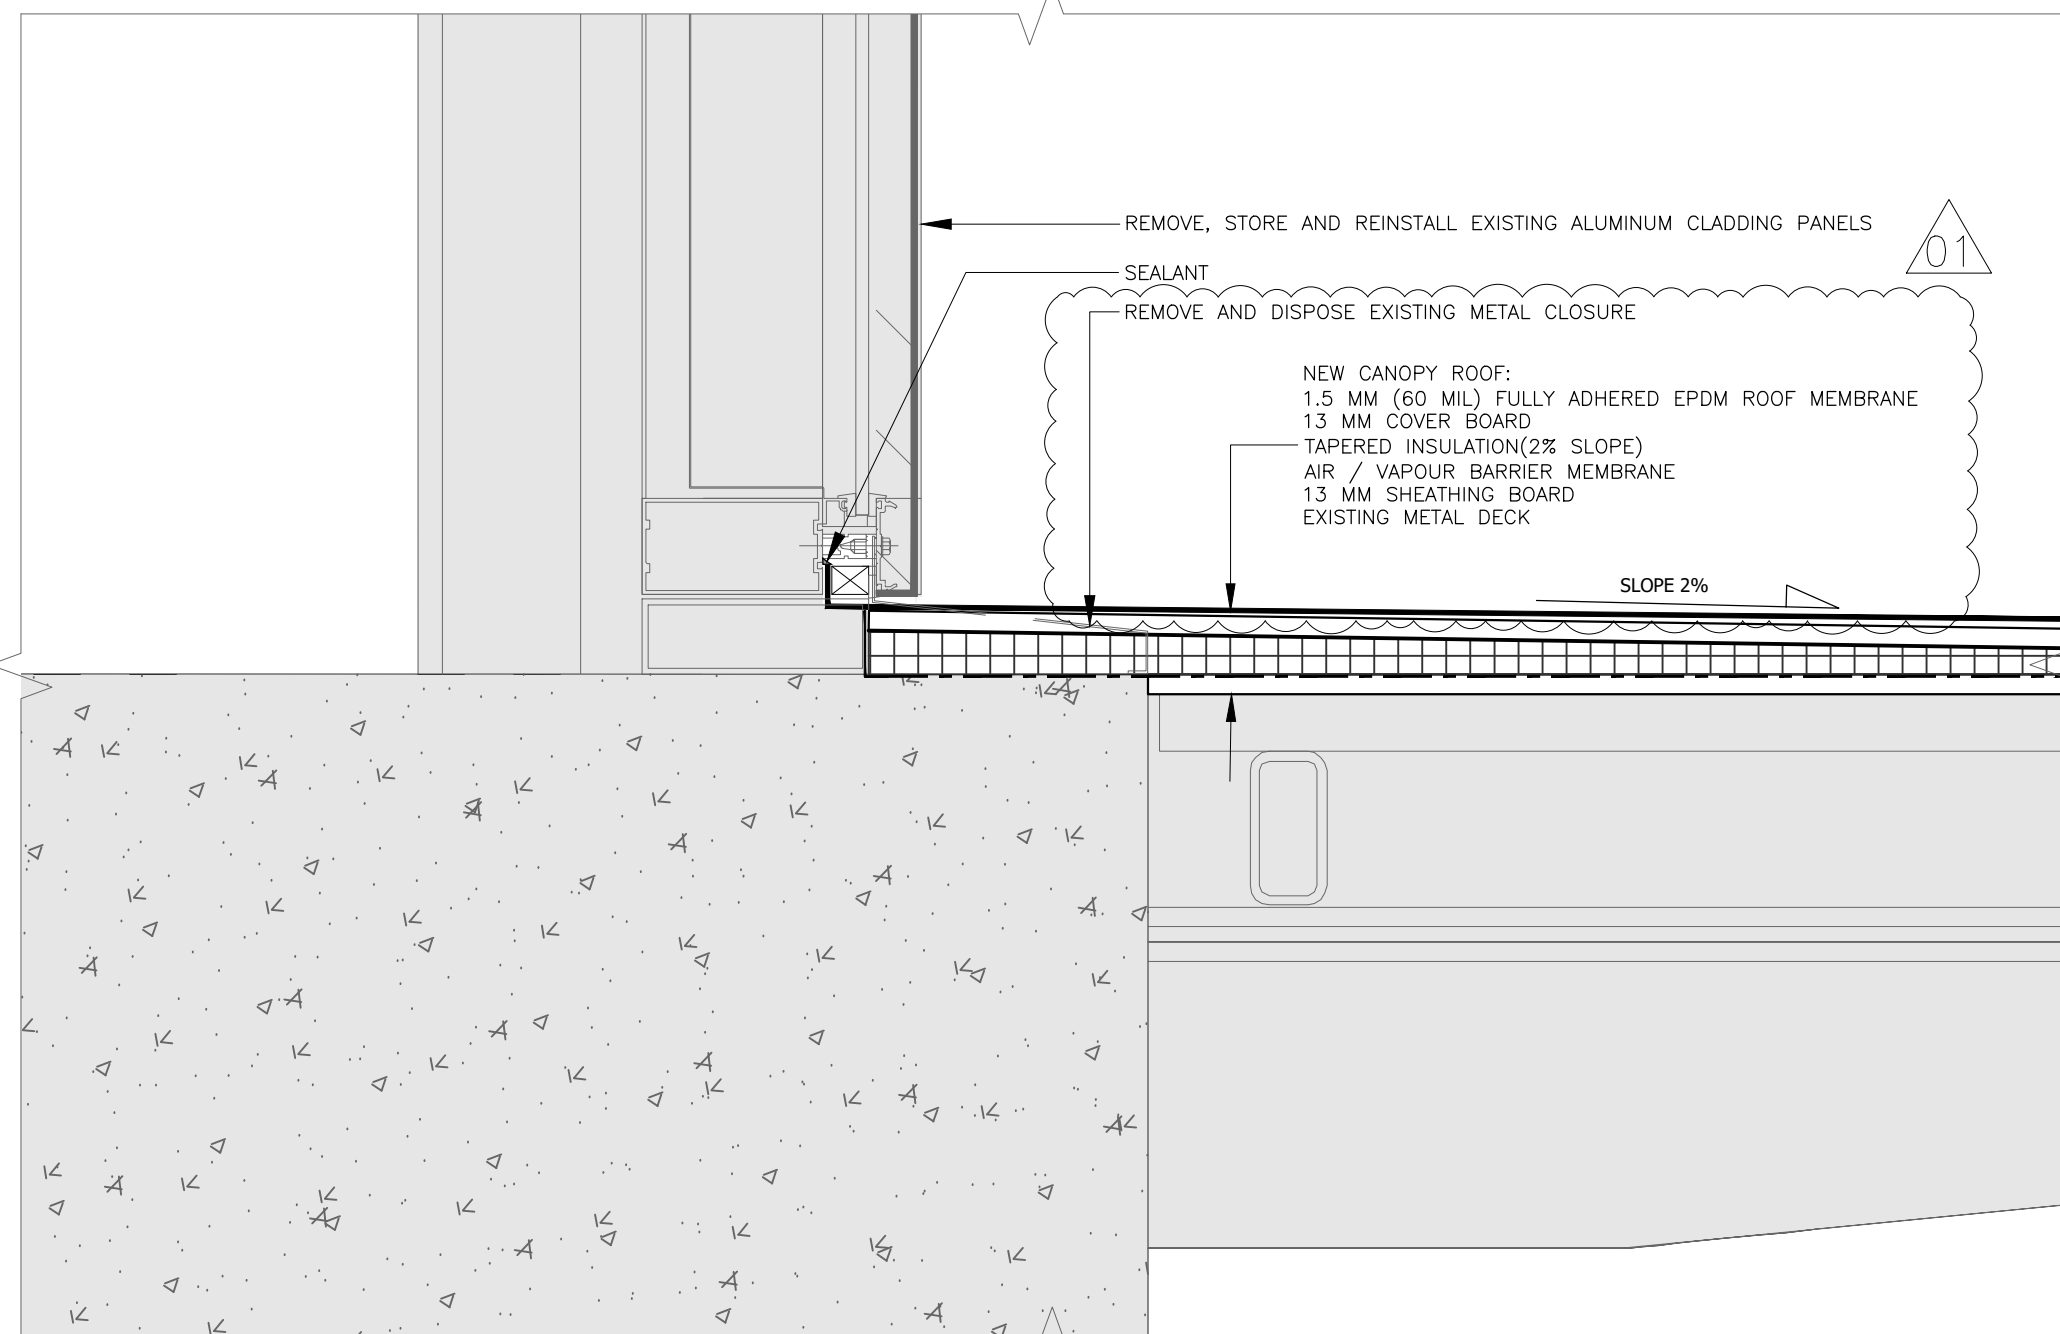 REMOVE, STORE AND REINSTALL EXISTING ALUMINUM CLADDING PANELS
01
SEALANT
REMOVE AND DISPOSE EXISTING METAL CLOSURE
NEW CANOPY ROOF:
1.5 MM (60 MIL) FULLY ADHERED EPDM ROOF MEMBRANE
13 MM COVER BOARD
TAPERED INSULATION(2% SLOPE)
AIR / VAPOUR BARRIER MEMBRANE
13 MM SHEATHING BOARD
EXISTING METAL DECK
SLOPE 2%